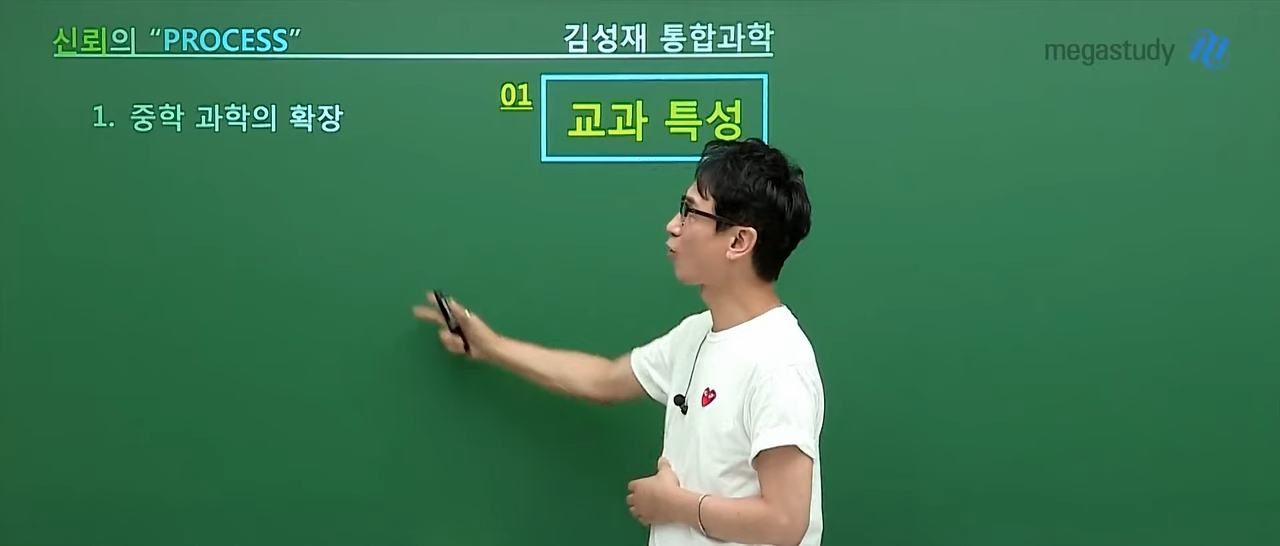 신뢰의 “PROCESS”
김성재 통합과학
megastudy
01
교과 특성
1. 중학 과학의 확장